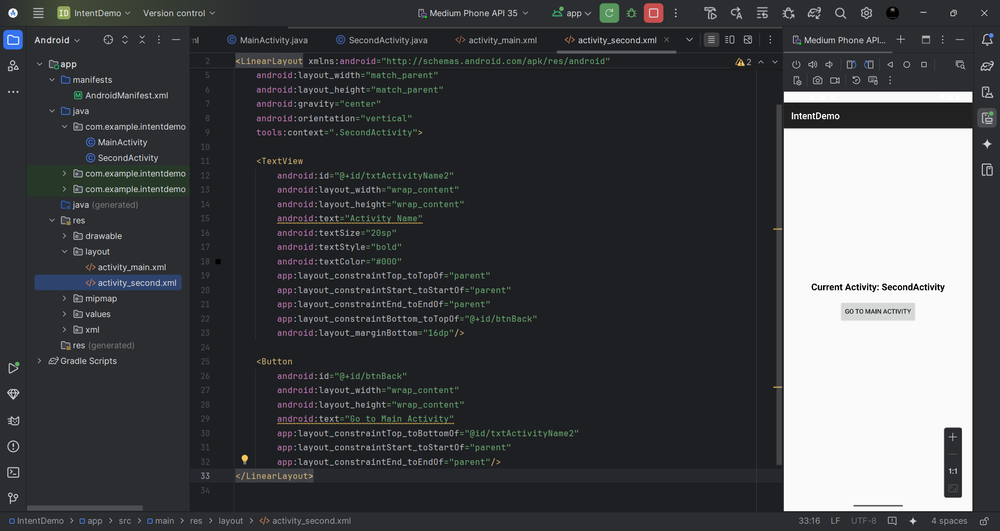 ID IntentDemo Version control Medium Phone API 35 app
Android
ml MainActivity.java SecondActivity.java activity_main.xml activity_second.xml
Medium Phone API...
app
manifests
AndroidManifest.xml
java
com.example.intentdemo
MainActivity
SecondActivity
com.example.intentdemo
com.example.intentdemo
java (generated)
res
drawable
layout
activity_main.xml
activity_second.xml
mipmap
values
xml
res (generated)
Gradle Scripts
2 <LinearLayout xmlns:android="http://schemas.android.com/apk/res/android" 2
5 android:layout_width="match_parent"
6 android:layout_height="match_parent"
7 android:gravity="center"
8 android:orientation="vertical"
9 tools:context=".SecondActivity">
10
11 <TextView
12 android:id="@+id/txtActivityName2"
13 android:layout_width="wrap_content"
14 android:layout_height="wrap_content"
15 android:text="Activity Name"
16 android:textSize="20sp"
17 android:textStyle="bold"
18 android:textColor="#000"
19 app:layout_constraintTop_toTopOf="parent"
20 app:layout_constraintStart_toStartOf="parent"
21 app:layout_constraintEnd_toEndOf="parent"
22 app:layout_constraintBottom_toTopOf="@+id/btnBack"
23 android:layout_marginBottom="16dp"/>
24
25 <Button
26 android:id="@+id/btnBack"
27 android:layout_width="wrap_content"
28 android:layout_height="wrap_content"
29 android:text="Go to Main Activity"
30 app:layout_constraintTop_toBottomOf="@id/txtActivityName2"
31 app:layout_constraintStart_toStartOf="parent"
32 app:layout_constraintEnd_toEndOf="parent"/>
33 </LinearLayout>
34
IntentDemo
Current Activity: SecondActivity
GO TO MAIN ACTIVITY
1:1
IntentDemo > app > src > main > res > layout > activity_second.xml
33:16 LF UTF-8 4 spaces